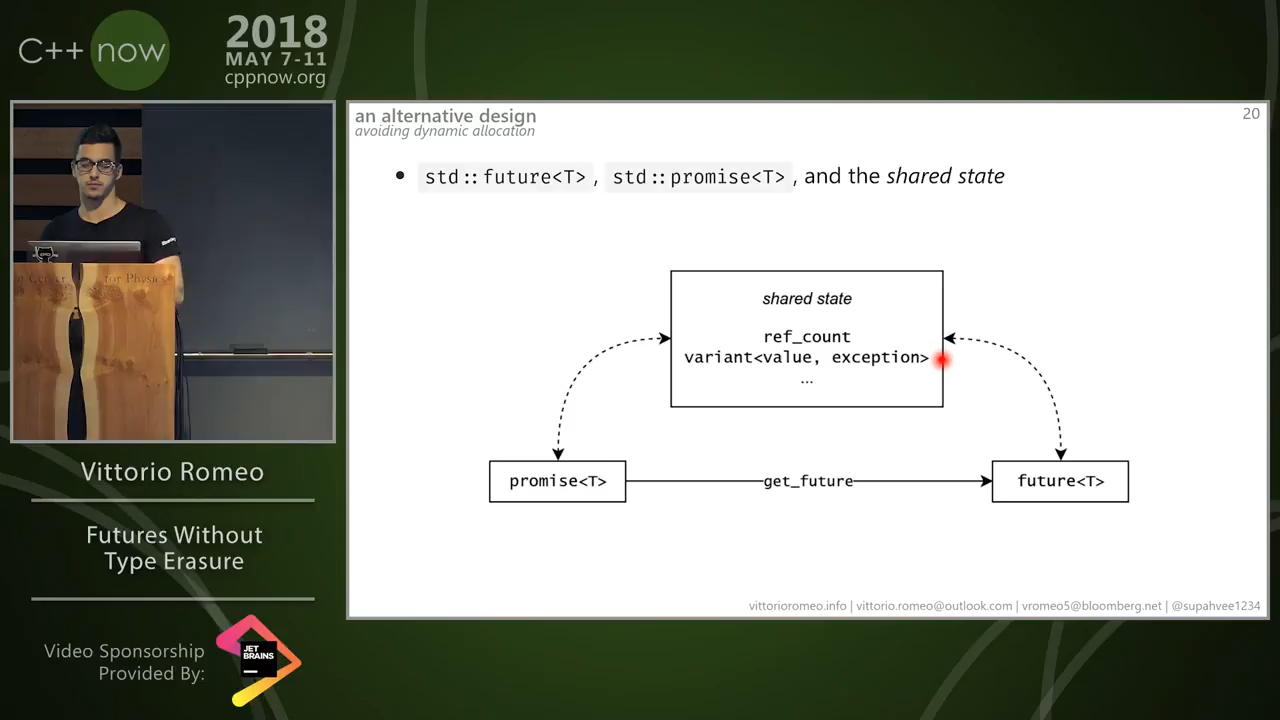 C++ now
2018
MAY 7-11
cppnow.org
an alternative design
avoiding dynamic allocation
20
• std::future<T>, std::promise<T>, and the shared state
shared state
ref_count
variant<value, exception>
...
promise<T>
get_future
future<T>
vittorioromeo.info | vittorio.romeo@outlook.com | vromeo5@bloomberg.net | @supahvee1234
for Physics
Vittorio Romeo
Futures Without
Type Erasure
Video Sponsorship
Provided By:
JET
BRAINS